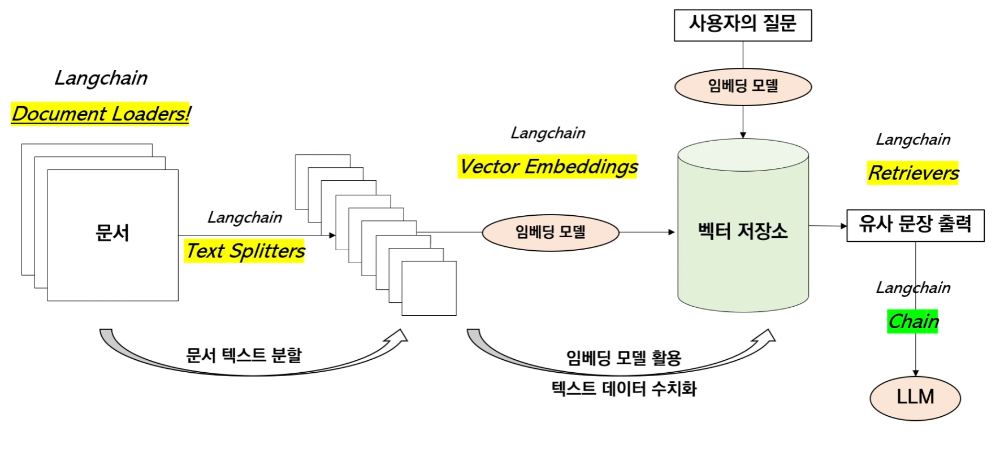 사용자의 질문
임베딩 모델
Langchain
Document Loaders!
문서
Langchain
Text Splitters
Langchain
Vector Embeddings
임베딩 모델
벡터 저장소
Langchain
Retrievers
유사 문장 출력
Langchain
Chain
LLM
문서 텍스트 분할
임베딩 모델 활용
텍스트 데이터 수치화